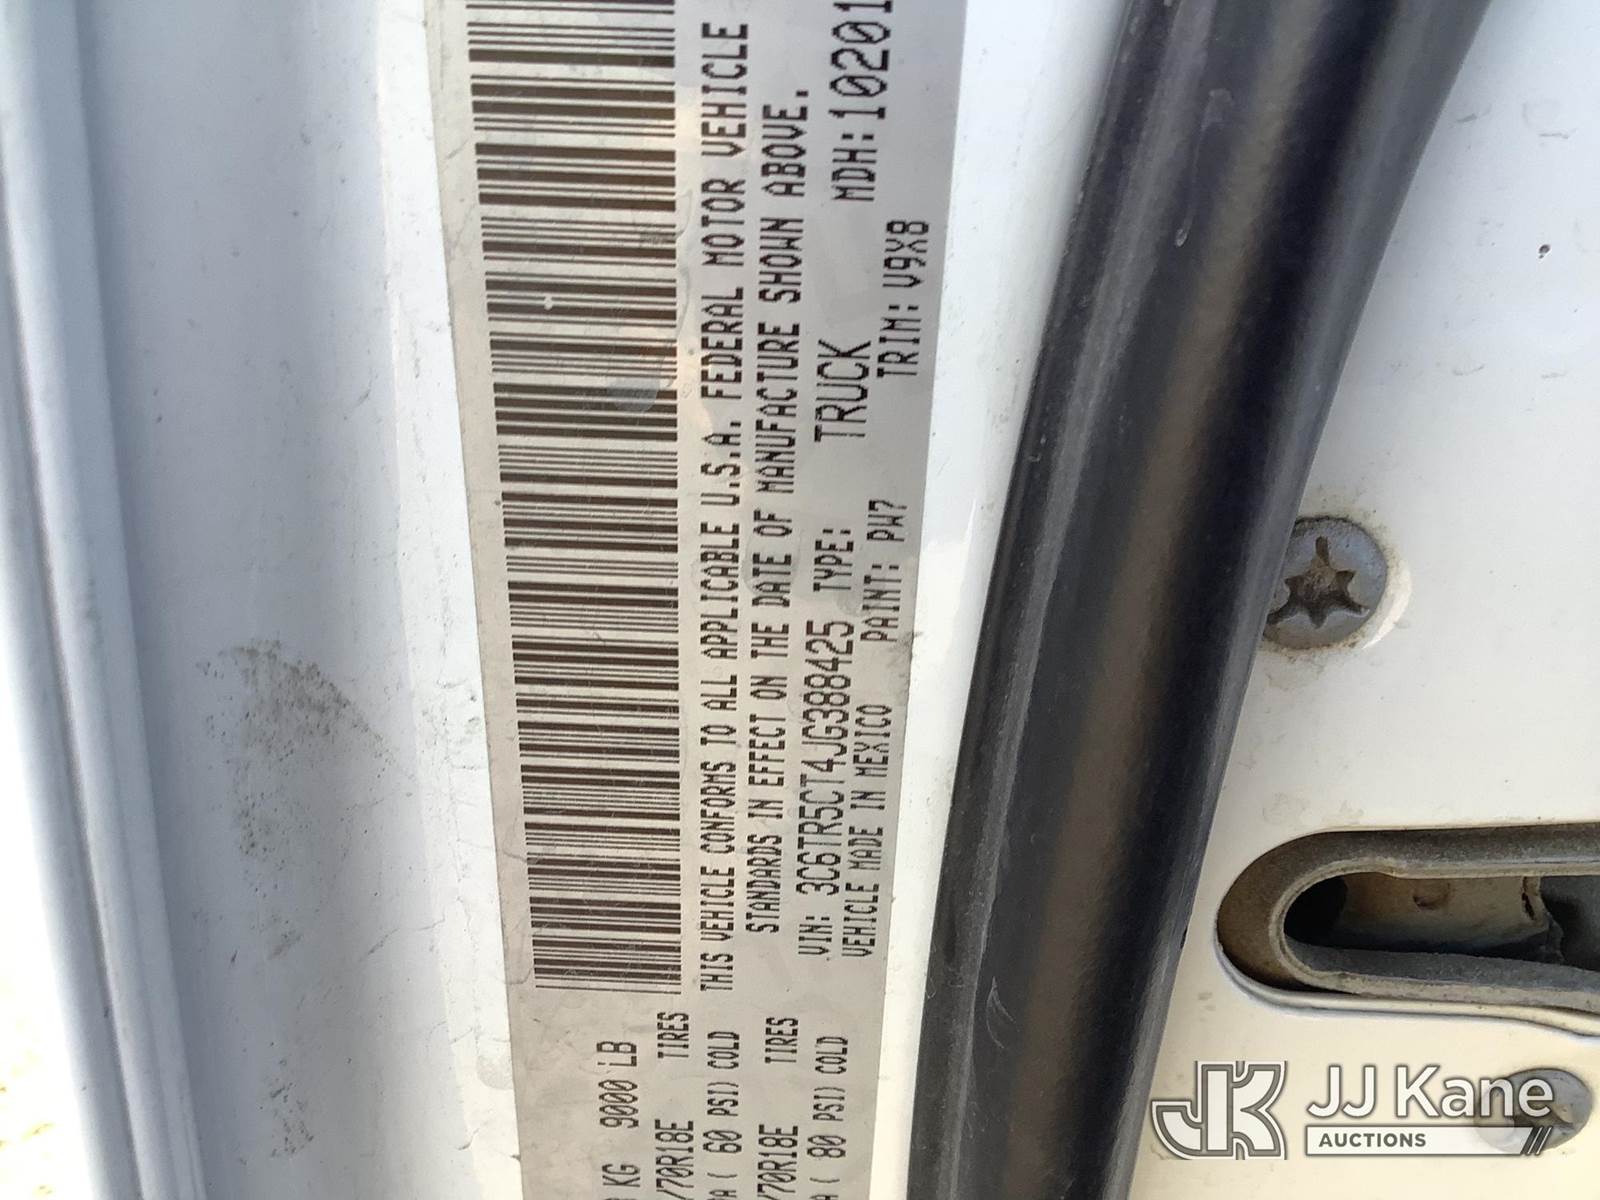 KG 9000 LB
/70R18E TIRES
( 60 PSI) COLD
/70R18E TIRES
( 80 PSI) COLD
THIS VEHICLE CONFORMS TO ALL APPLICABLE U.S.A. FEDERAL MOTOR VEHICLE
STANDARDS IN EFFECT ON THE DATE OF MANUFACTURE SHOWN ABOVE.
VIN: 3C6TR5CT4JG388425 TYPE: TRUCK MDH:10201
VEHICLE MADE IN MEXICO PAINT: PW7 TRIM: V9X8
JK JJ Kane
AUCTIONS